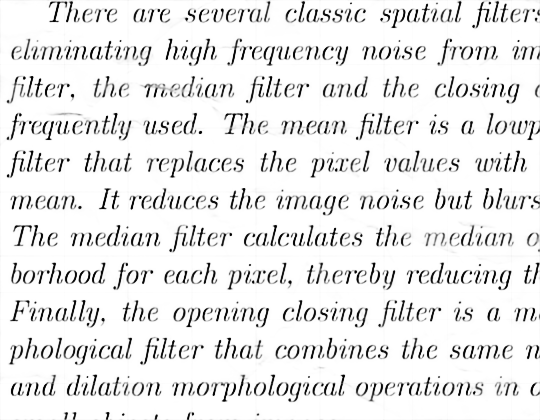 There are several classic spatial filters
eliminating high frequency noise from im
filter, the median filter and the closing
frequently used. The mean filter is a lowp
filter that replaces the pixel values with
mean. It reduces the image noise but blurs
The median filter calculates the median o
borhood for each pixel, thereby reducing th
Finally, the opening closing filter is a m
phological filter that combines the same n
and dilation morphological operations in o